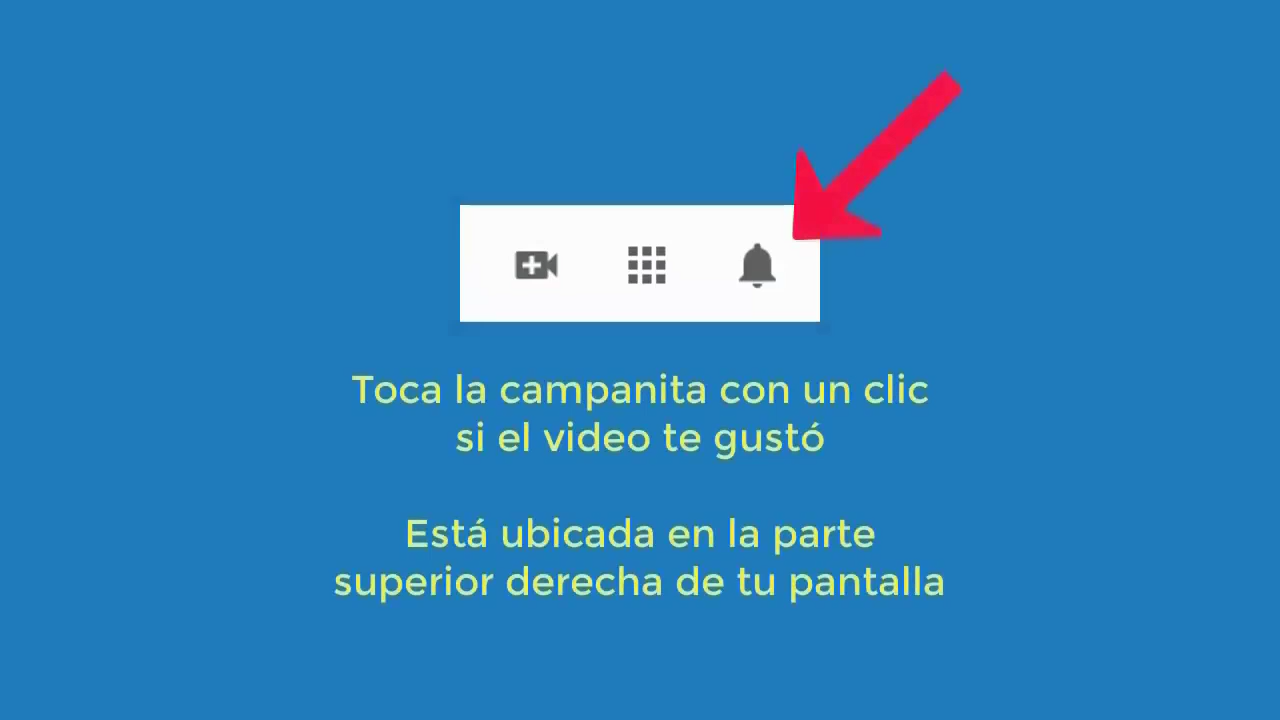 Toca la campanita con un clic
si el video te gustó
Está ubicada en la parte
superior derecha de tu pantalla